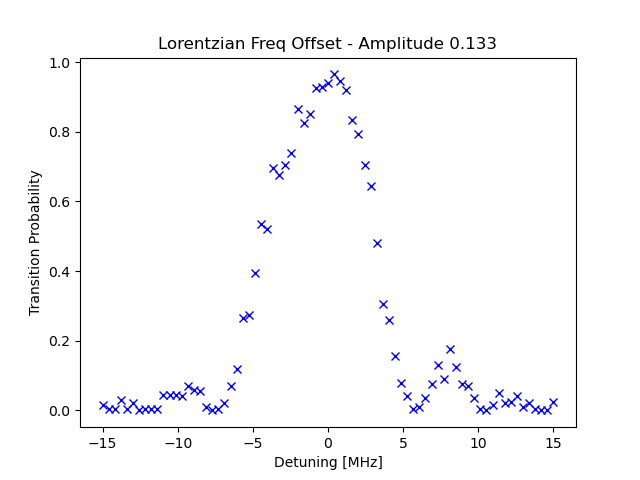 Lorentzian Freq Offset - Amplitude 0.133
1.0
0.8
0.6
0.4
0.2
0.0
Transition Probability
−15 −10 −5 0 5 10 15
Detuning [MHz]